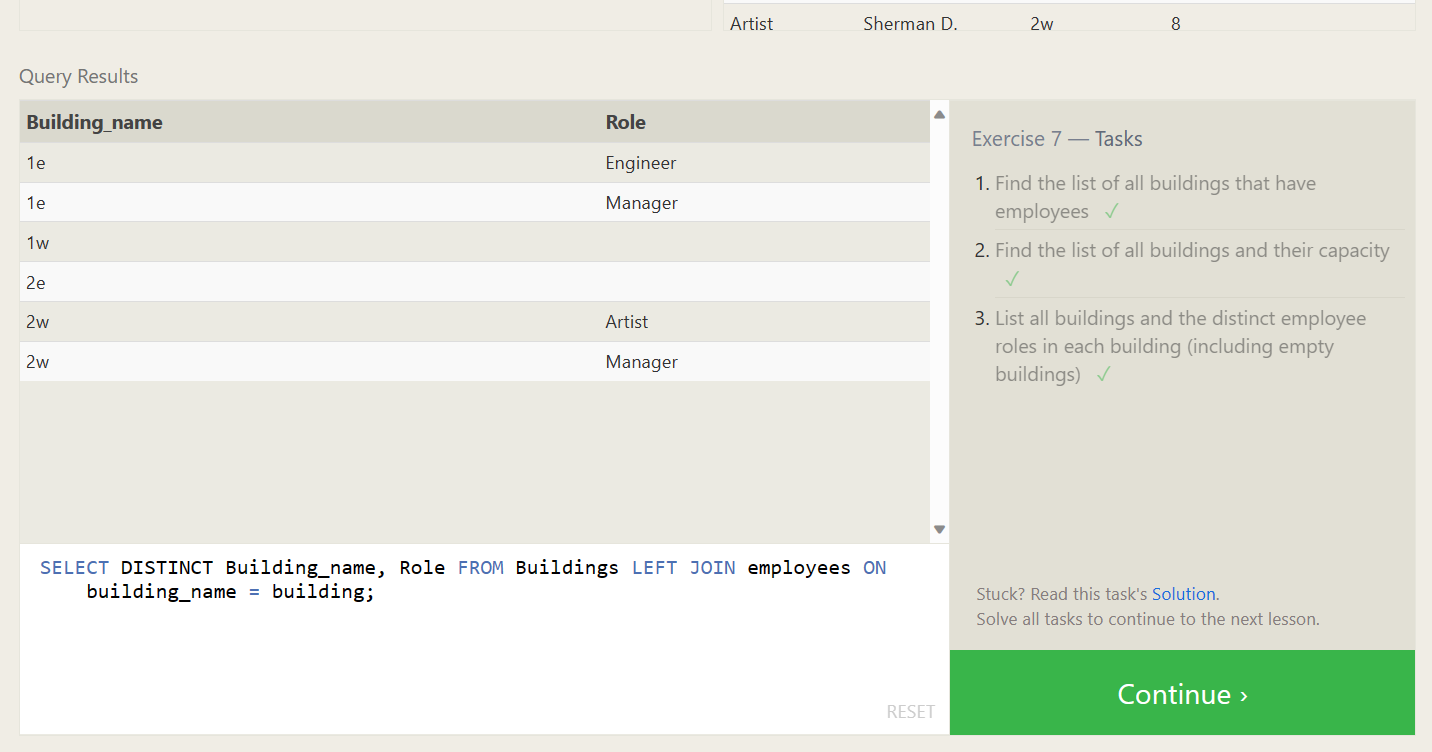 Artist Sherman D. 2w 8
Query Results
Building_name Role
1e Engineer
1e Manager
1w
2e
2w Artist
2w Manager
SELECT DISTINCT Building_name, Role FROM Buildings LEFT JOIN employees ON
building_name = building;
RESET
Exercise 7 — Tasks
1. Find the list of all buildings that have
employees ✓
2. Find the list of all buildings and their capacity
✓
3. List all buildings and the distinct employee
roles in each building (including empty
buildings) ✓
Stuck? Read this task's Solution.
Solve all tasks to continue to the next lesson.
Continue ›